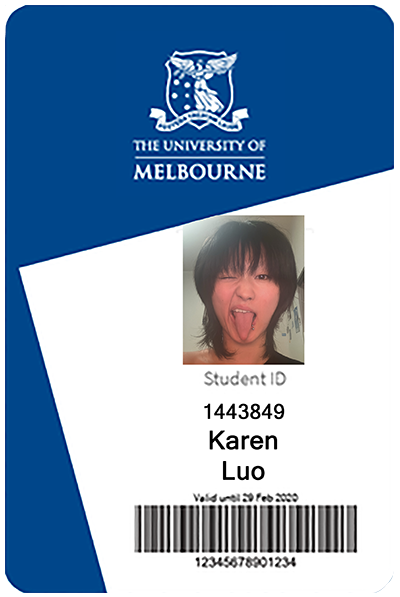 THE UNIVERSITY OF
MELBOURNE
Student ID
1443849
Karen
Luo
Valid until 29 Feb 2020
12345678901234